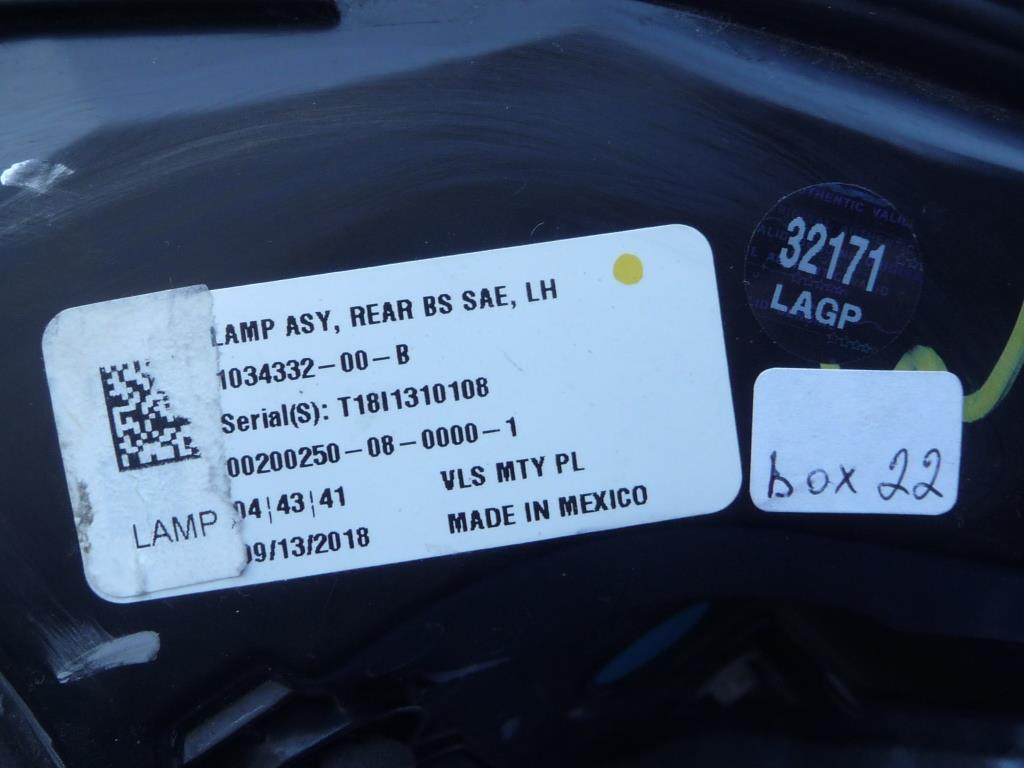 LAMP ASY, REAR BS SAE, LH
1034332-00-B
Serial(S): T18I1310108
00200250-08-0000-1
04|43|41
VLS MTY PL
09/13/2018
MADE IN MEXICO
LAMP
32171
LAGP
box 22